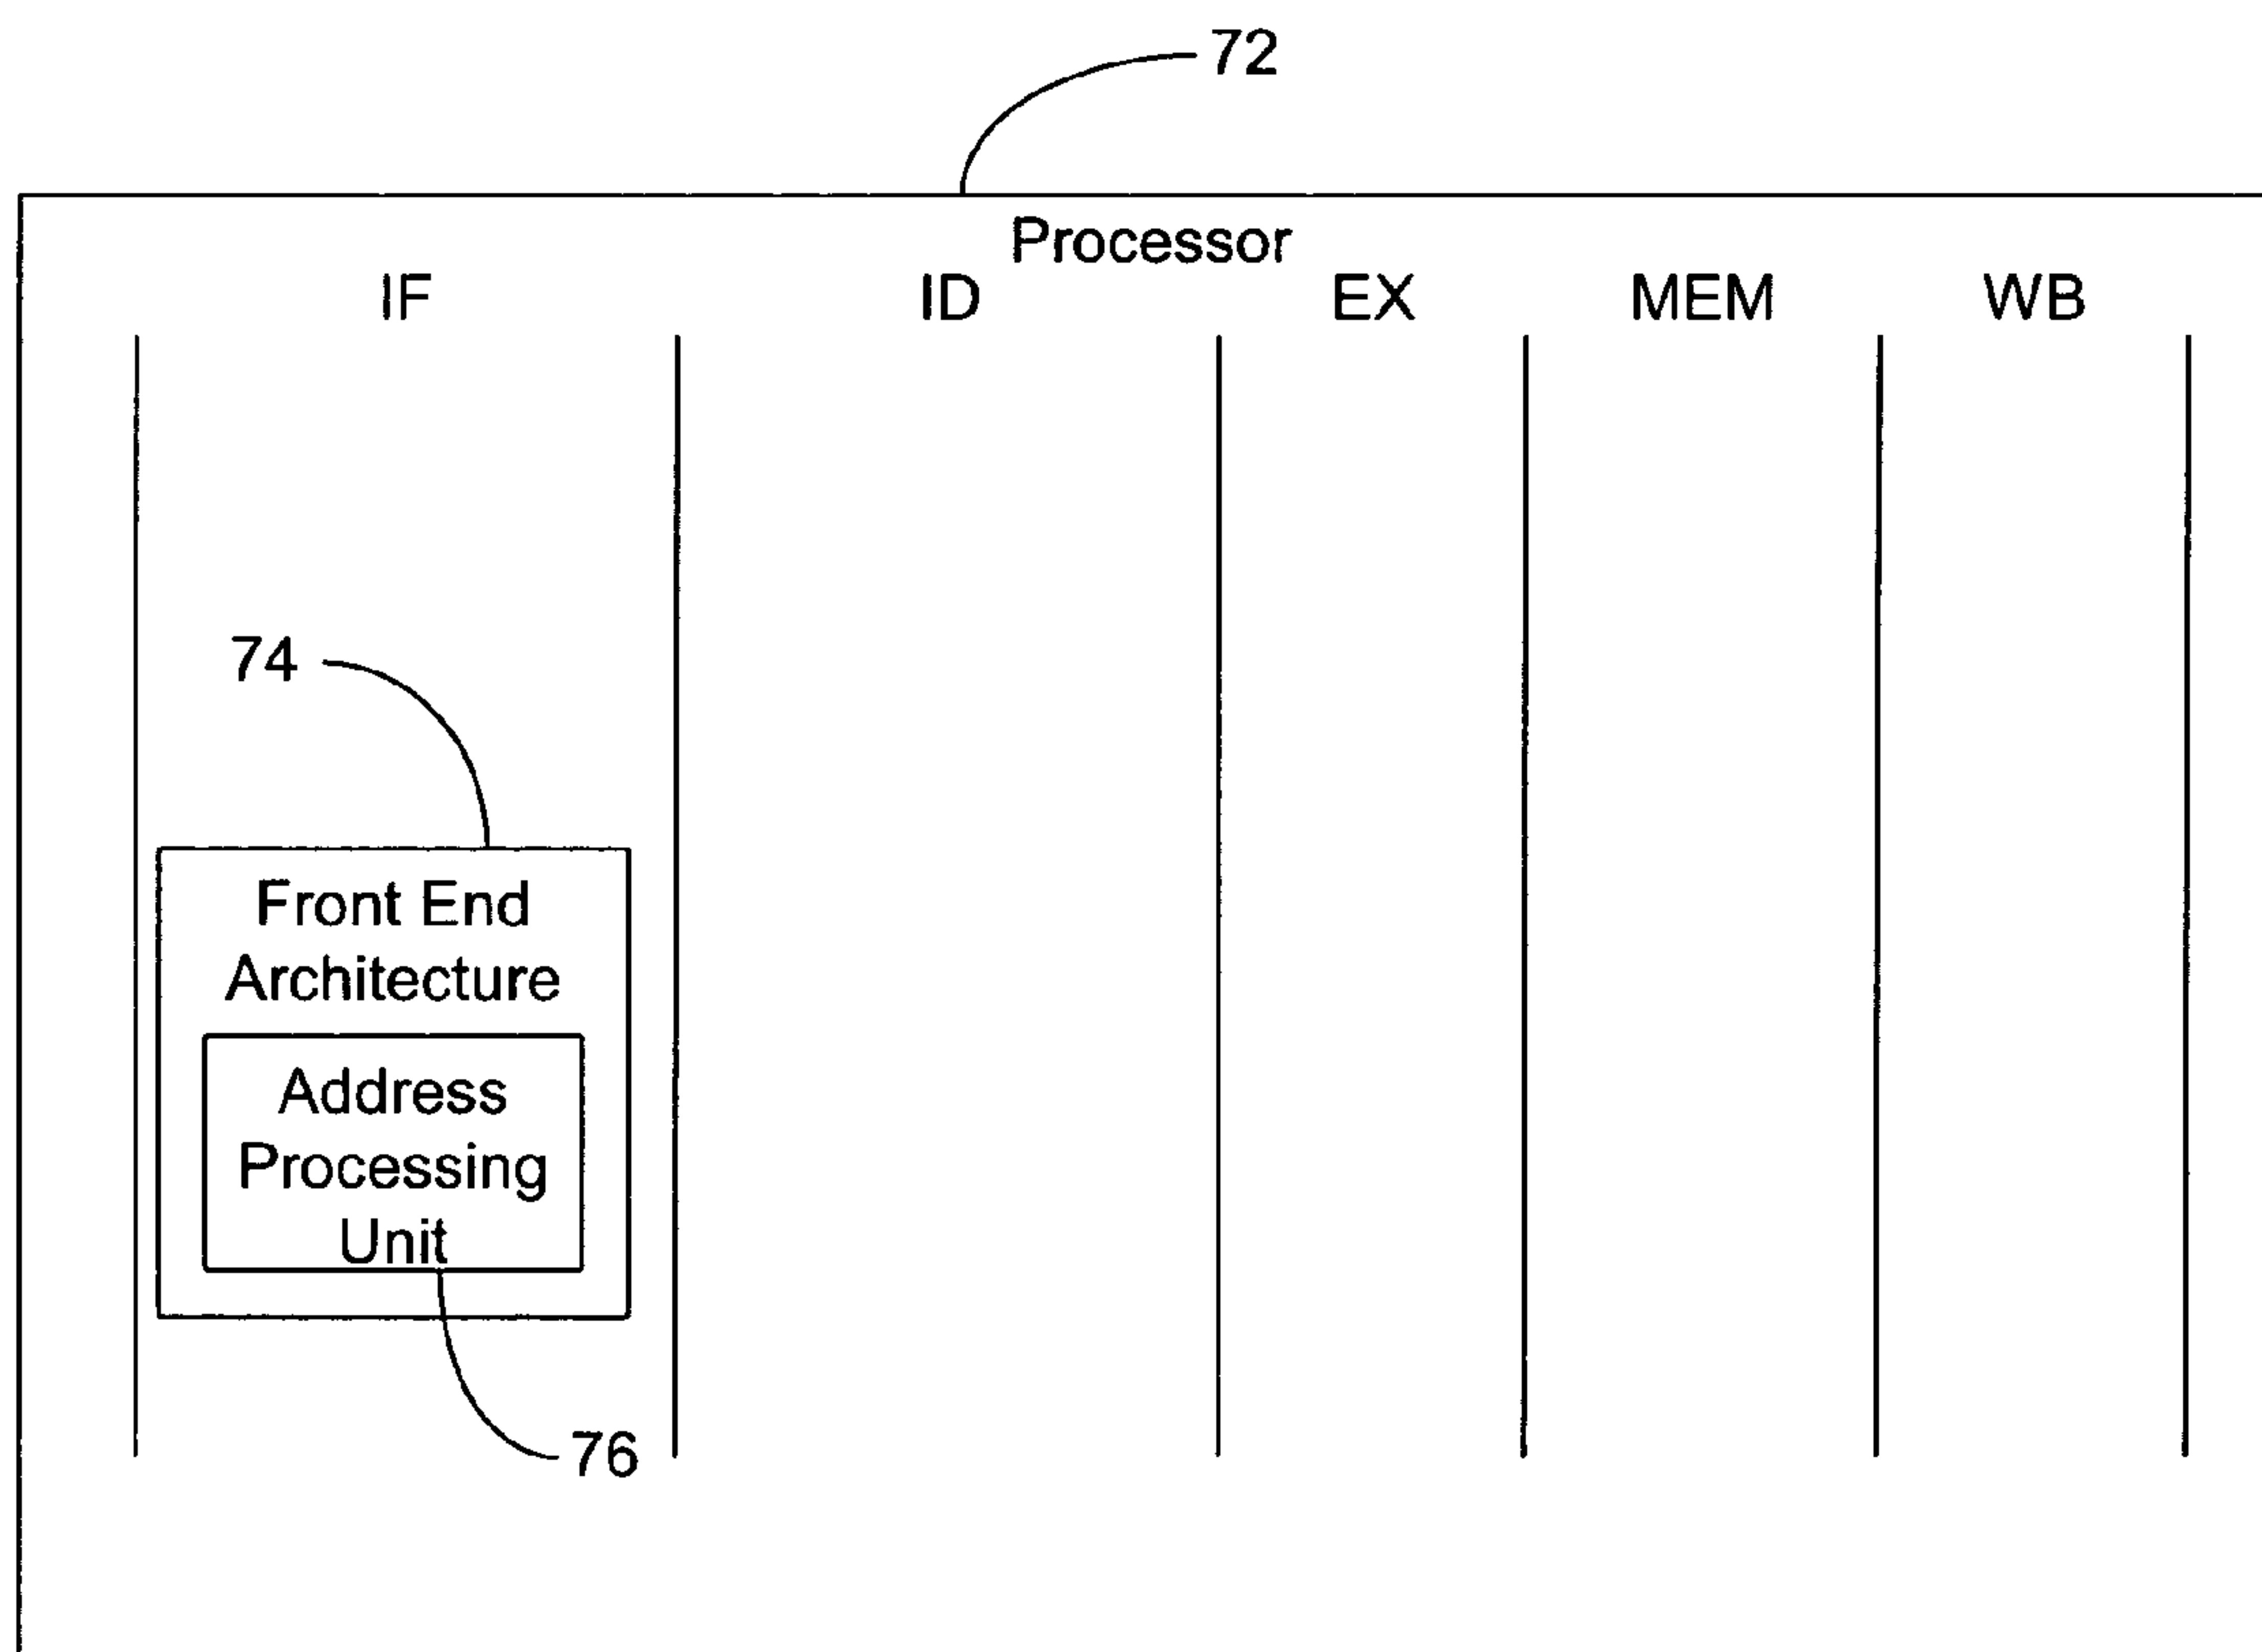 72
Processor
IF ID EX MEM WB
74
Front End
Architecture
Address
Processing
Unit
76